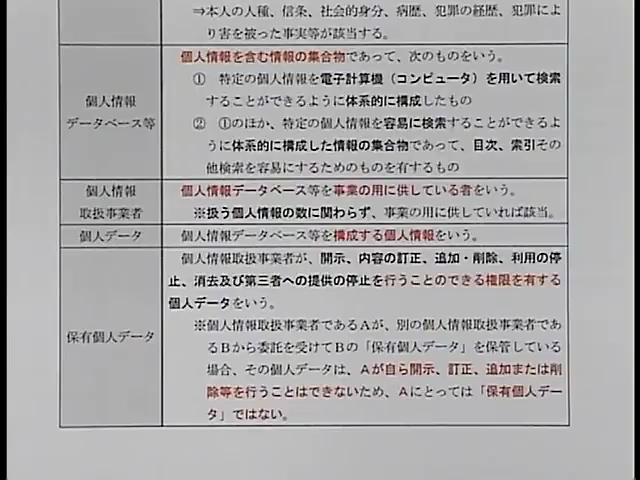 ⇒本人の人種、信条、社会的身分、病歴、犯罪の経歴、犯罪によ
り害を被った事実等が該当する。
個人情報
データベース等
個人情報を含む情報の集合物であって、次のものをいう。
① 特定の個人情報を電子計算機（コンピュータ）を用いて検索
することができるように体系的に構成したもの
② ①のほか、特定の個人情報を容易に検索することができるよ
うに体系的に構成した情報の集合物であって、目次、索引その
他検索を容易にするためのものを有するもの
個人情報
取扱事業者
個人情報データベース等を事業の用に供している者をいう。
※扱う個人情報の数に関わらず、事業の用に供していれば該当。
個人データ
個人情報データベース等を構成する個人情報をいう。
保有個人データ
個人情報取扱事業者が、開示、内容の訂正、追加・削除、利用の停
止、消去及び第三者への提供の停止を行うことのできる権限を有する
個人データをいう。
※個人情報取扱事業者であるＡが、別の個人情報取扱事業者であ
るＢから委託を受けてＢの「保有個人データ」を保管している
場合、その個人データは、Ａが自ら開示、訂正、追加または削
除等を行うことはできないため、Ａにとっては「保有個人デー
タ」ではない。